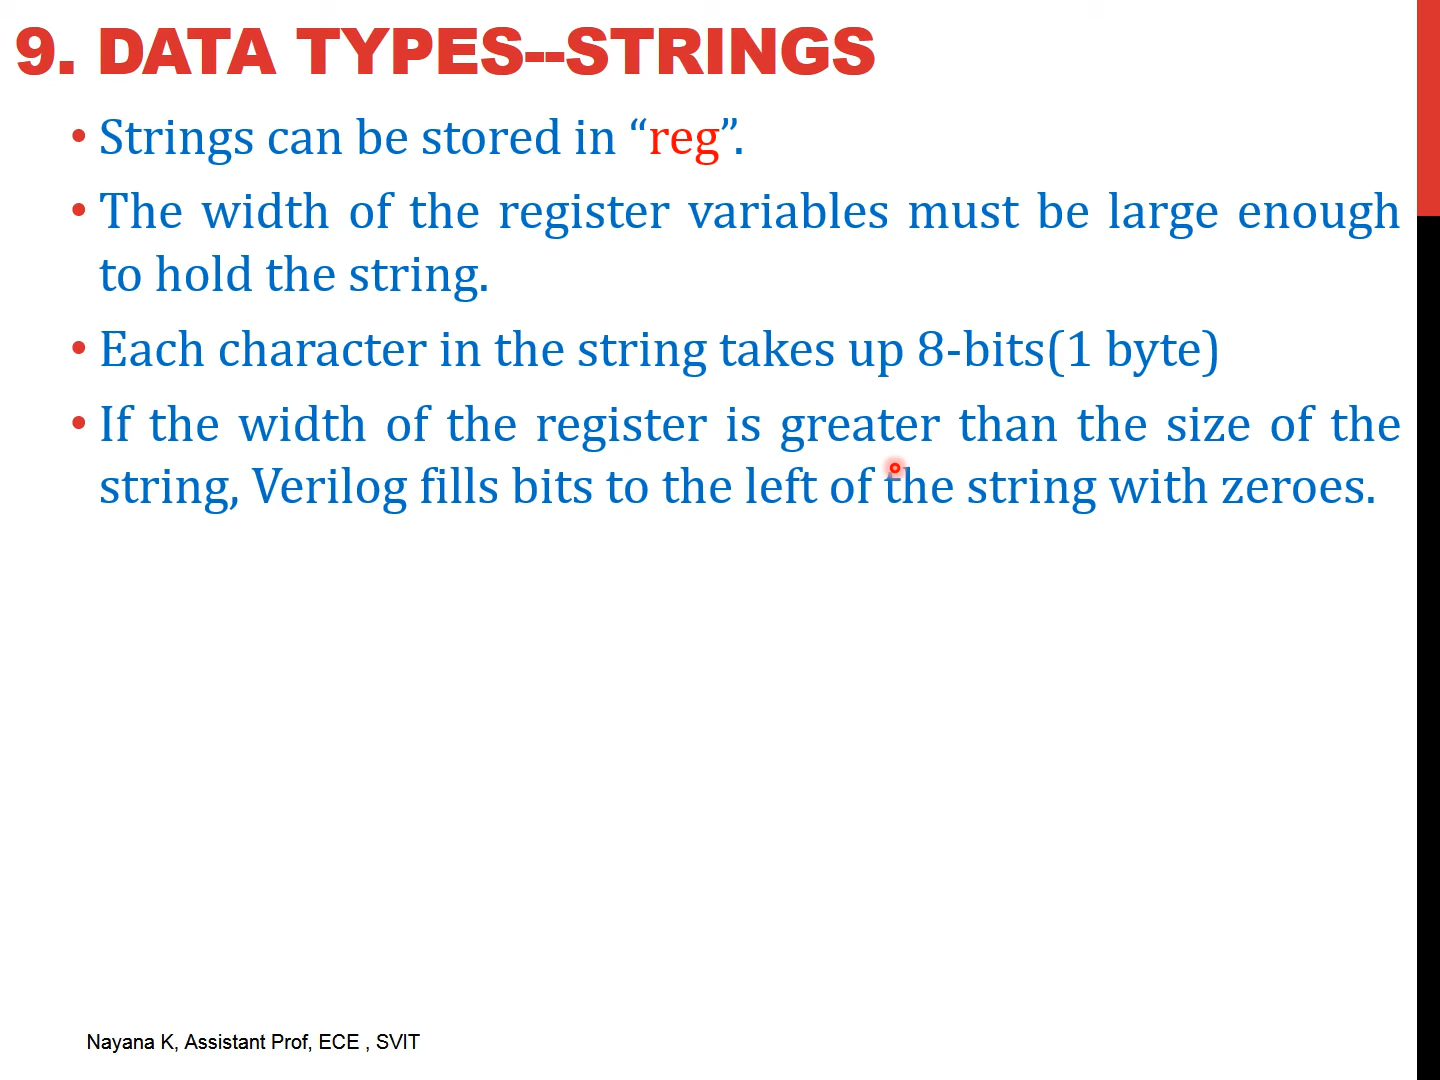 9. DATA TYPES--STRINGS
• Strings can be stored in “reg”.
• The width of the register variables must be large enough
to hold the string.
• Each character in the string takes up 8-bits(1 byte)
• If the width of the register is greater than the size of the
string, Verilog fills bits to the left of the string with zeroes.
Nayana K, Assistant Prof, ECE , SVIT